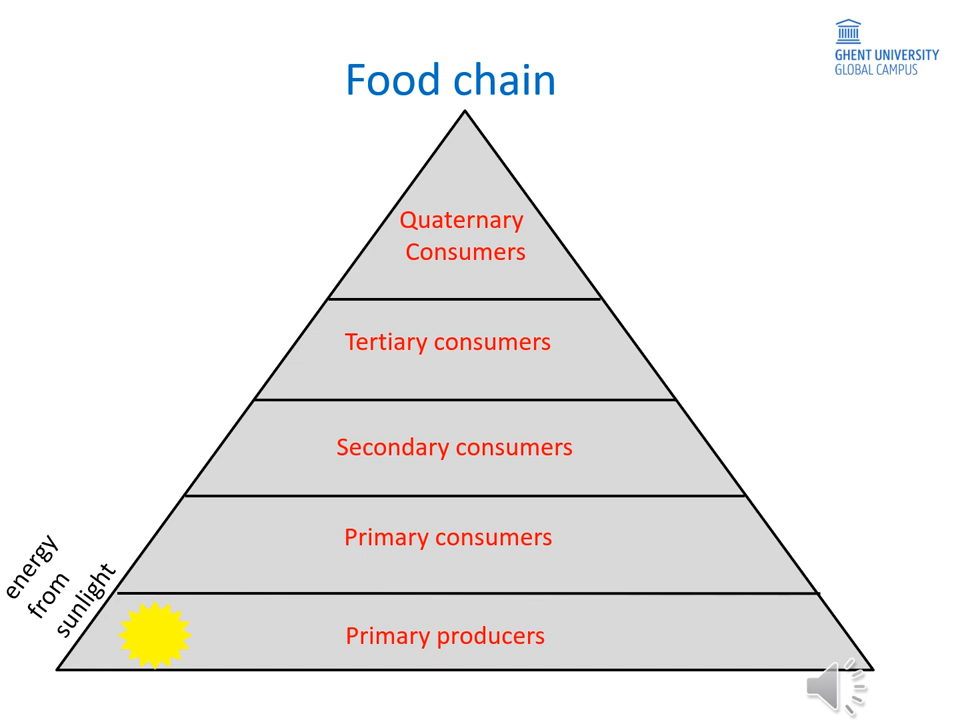 GHENT UNIVERSITY
GLOBAL CAMPUS
Food chain
Quaternary
Consumers
Tertiary consumers
Secondary consumers
Primary consumers
energy
from
sunlight
Primary producers